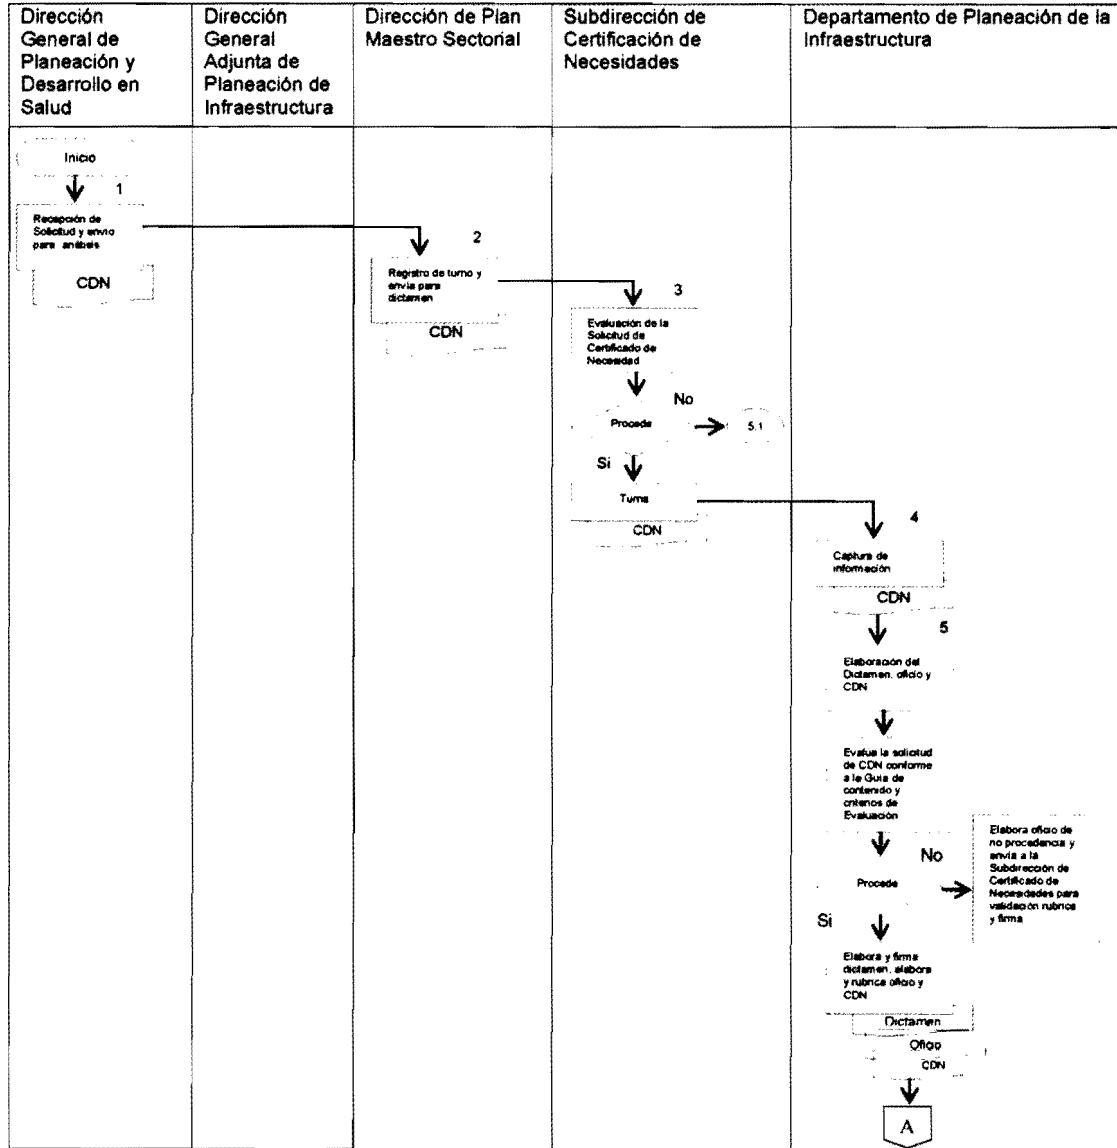 Dirección
General de
Planeación y
Desarrollo en
Salud
Dirección
General
Adjunta de
Planeación de
Infraestructura
Dirección de Plan
Maestro Sectorial
Subdirección de
Certificación de
Necesidades
Departamento de Planeación de la
Infraestructura
Inicio
1
Recepción de
Solicitud y envio
para análisis
CDN
2
Registro de turno y
envia para
dictamen
CDN
3
Evaluación de la
Solicitud de
Certificado de
Necesidad
Procede
No
5.1
Si
Turna
CDN
4
Captura de
información
CDN
5
Elaboración del
Dictamen, oficio y
CDN
Evalua la solicitud
de CDN conforme
a la Guia de
contenido y
criterios de
Evaluación
Procede
No
Elabora oficio de
no procedencia y
envia a la
Subdirección de
Certificado de
Necesidades para
validación rubrica
y firma
Si
Elabora y firma
dictamen, elabora
y rubrica oficio y
CDN
Dictamen
Oficio
CDN
A